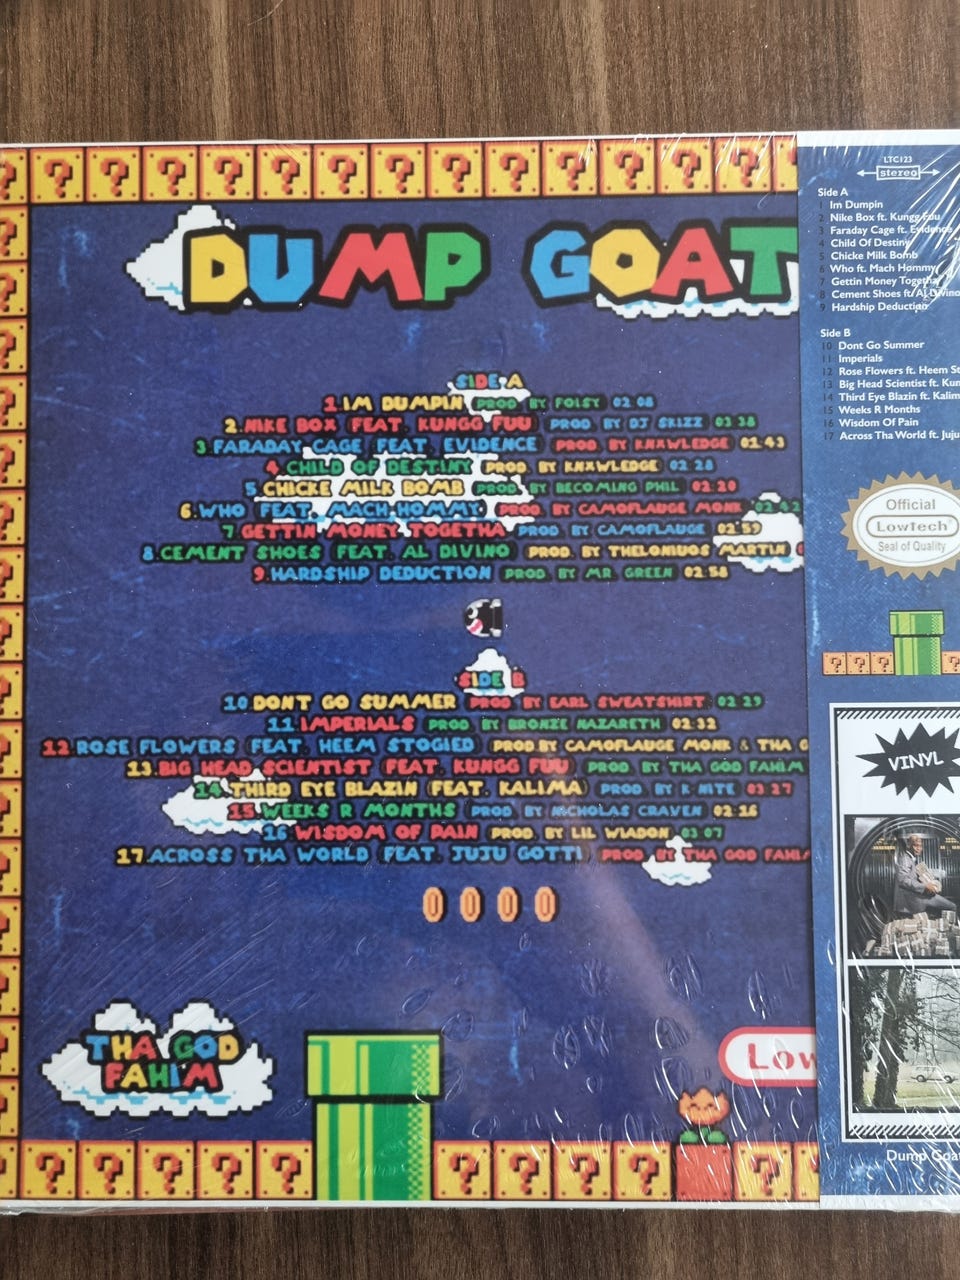 DUMP GOAT
SIDE A
1 IM DUMPIN PROD BY FOISY 02 08
2.NIKE BOX (FEAT. KUNGG FUU) PROD. BY DJ SKIZZ 03 38
3.FARADAY CAGE FEAT EVIDENCE PROD. BY KNXWLEDGE 01 43
4.CHILD OF DESTINY PROD. BY KNXWLEDGE 02 28
5.CHICKE MILK BOMB PROD. BY BECOMING PHIL 02 20
6.WHO FEAT. MACH HOMMY PROD. BY CAMOFLAUGE MONK 02 42
7.GETTIN MONEY TOGETHA PROD BY CAMOFLAUGE 02 59
8.CEMENT SHOES FEAT. AL DIVINO PROD. BY THELONIUOS MARTIN
9.HARDSHIP DEDUCTION PROD. BY MR. GREEN 02 58
SIDE B
10 DONT GO SUMMER PROD BY EARL SWEATSHIRT 02 29
11 IMPERIALS PROD BY BRONZE NAZARETH 02 32
12.ROSE FLOWERS (FEAT. HEEM STOGIED) PROD.BY CAMOFLAUGE MONK & THA G
13.BIG HEAD SCIENTIST (FEAT. KUNGG FUU) PROD BY THA GOD FAHIM
14.THIRD EYE BLAZIN (FEAT. KALIMA) PROD BY K NITE 03 27
15 WEEKS R MONTHS PROD BY NICHOLAS CRAVEN 02 16
16 WISDOM OF PAIN PROD. BY LIL WIADON 03 07
17.ACROSS THA WORLD FEAT. JUJU GOTTI PROD BY THA GOD FAHIM
THA GOD
FAHIM
Low
LTC123
stereo
Side A
1 Im Dumpin
2 Nike Box ft. Kungg Fuu
3 Faraday Cage ft. Evidence
4 Child Of Destiny
5 Chicke Milk Bomb
6 Who ft. Mach Hommy
7 Gettin Money Togetha
8 Cement Shoes ft. Al Divino
9 Hardship Deduction
Side B
10 Dont Go Summer
11 Imperials
12 Rose Flowers ft. Heem St
13 Big Head Scientist ft. Kun
14 Third Eye Blazin ft. Kalim
15 Weeks R Months
16 Wisdom Of Pain
17 Across Tha World ft. Juju
Official
Lowtech
Seal of Quality
VINYL
Dump Goat